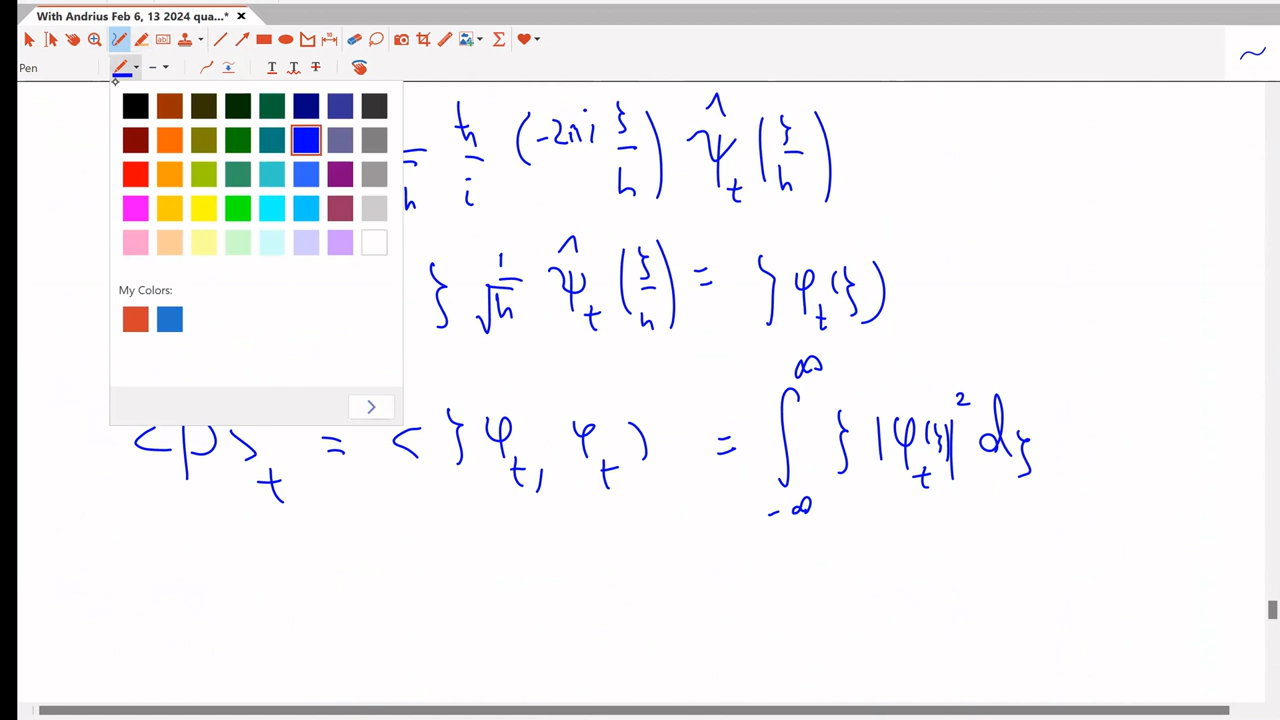 With Andrius Feb 6, 13 2024 qua...*
Pen
My Colors:
h ħ/i (-2πi ξ/h) ψ̂_t (ξ/h)
ξ 1/√h ψ̂_t (ξ/h) = ξ φ_t(ξ)
<P>_t = <ξ φ_t, φ_t> = ∫_{-∞}^{∞} ξ |φ_t(ξ)|² dξ